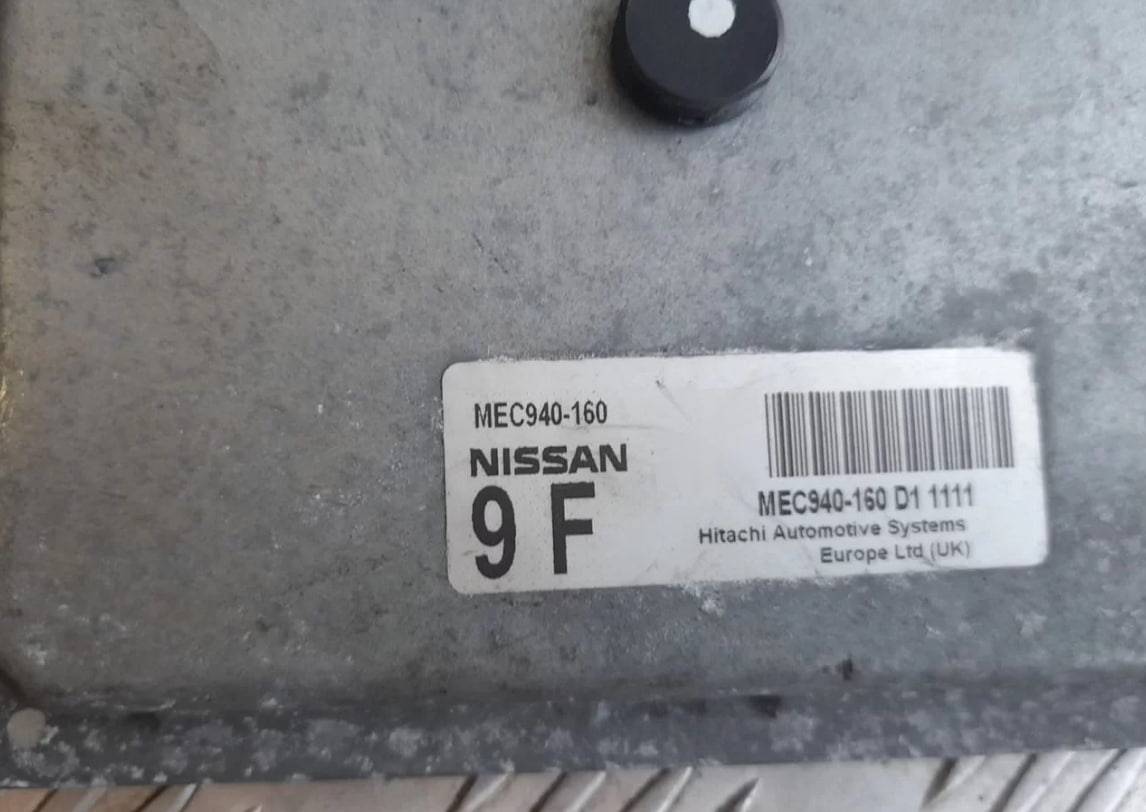 MEC940-160
NISSAN
9 F
MEC940-160 D1 1111
Hitachi Automotive Systems
Europe Ltd (UK)